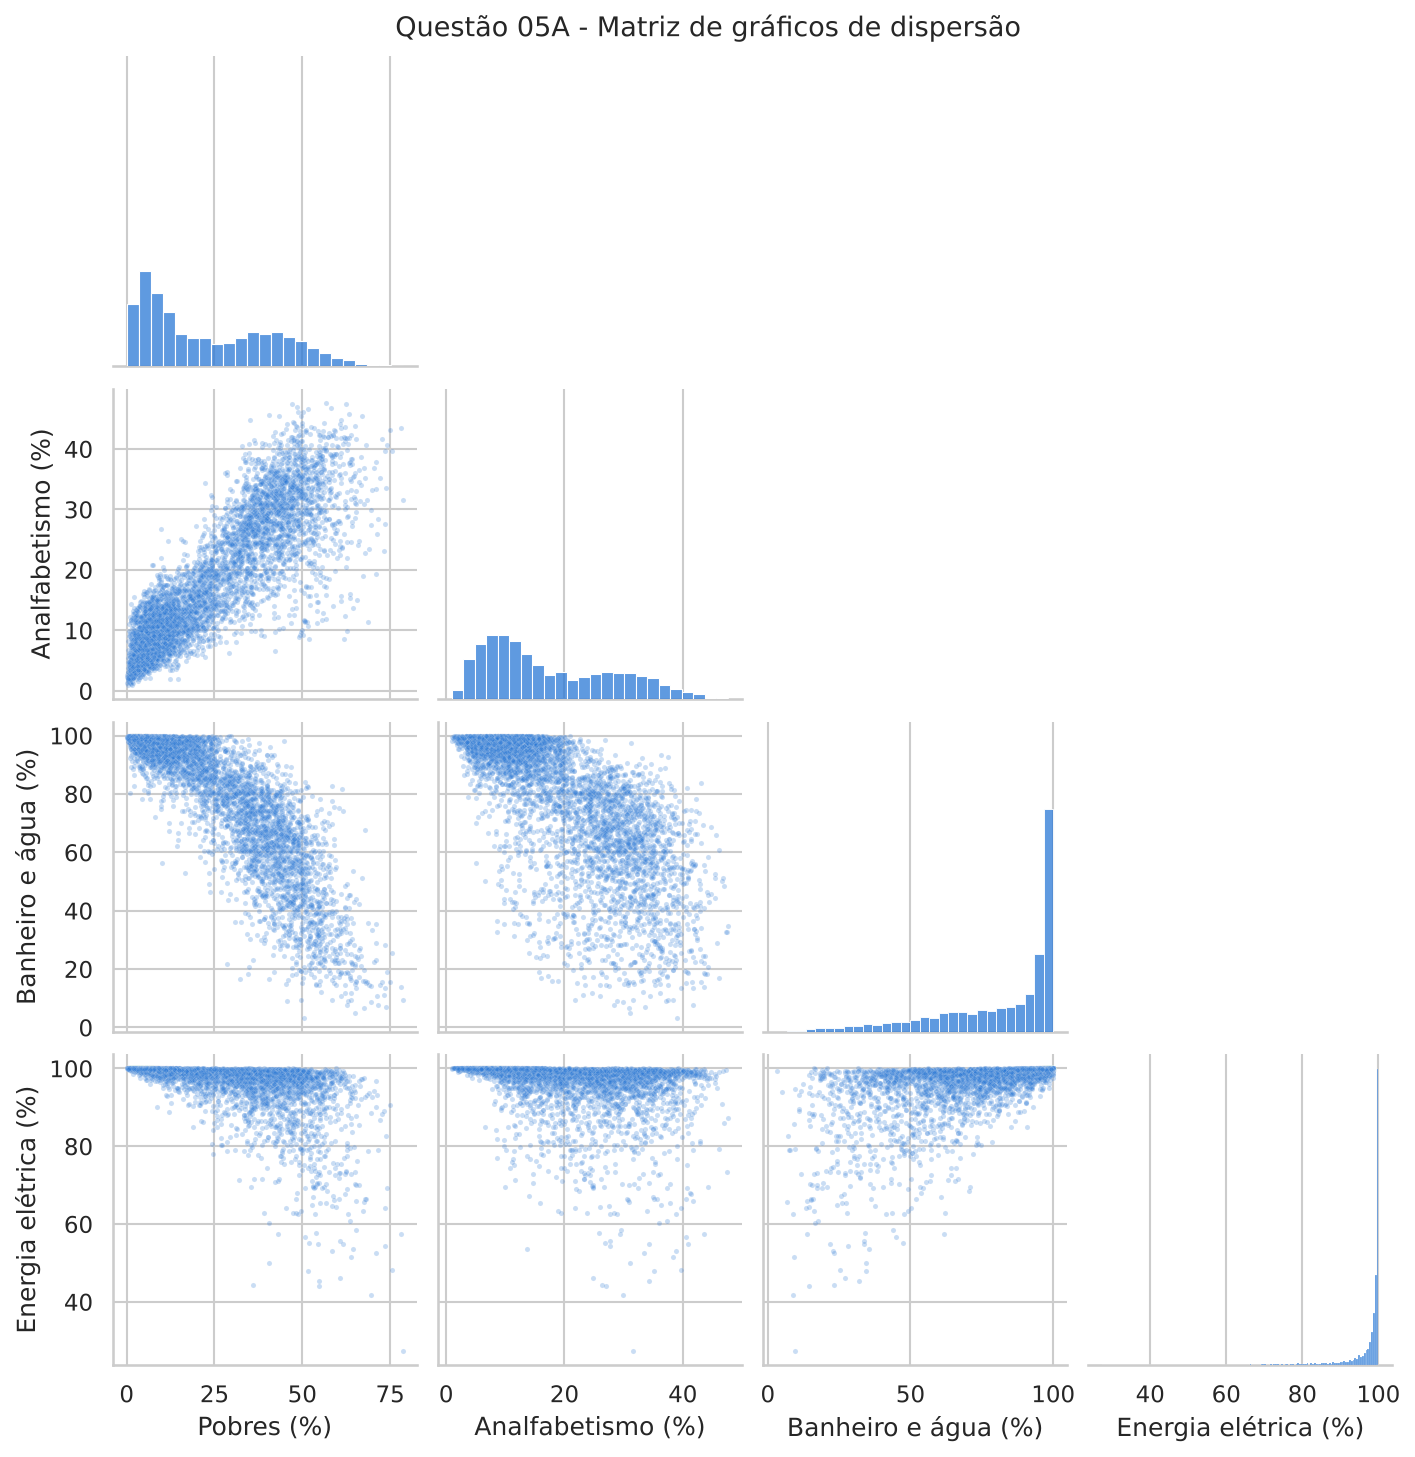 Questão 05A - Matriz de gráficos de dispersão
Analfabetismo (%)
40
30
20
10
0
Banheiro e água (%)
100
80
60
40
20
0
Energia elétrica (%)
100
80
60
40
0 25 50 75
Pobres (%)
0 20 40
Analfabetismo (%)
0 50 100
Banheiro e água (%)
40 60 80 100
Energia elétrica (%)